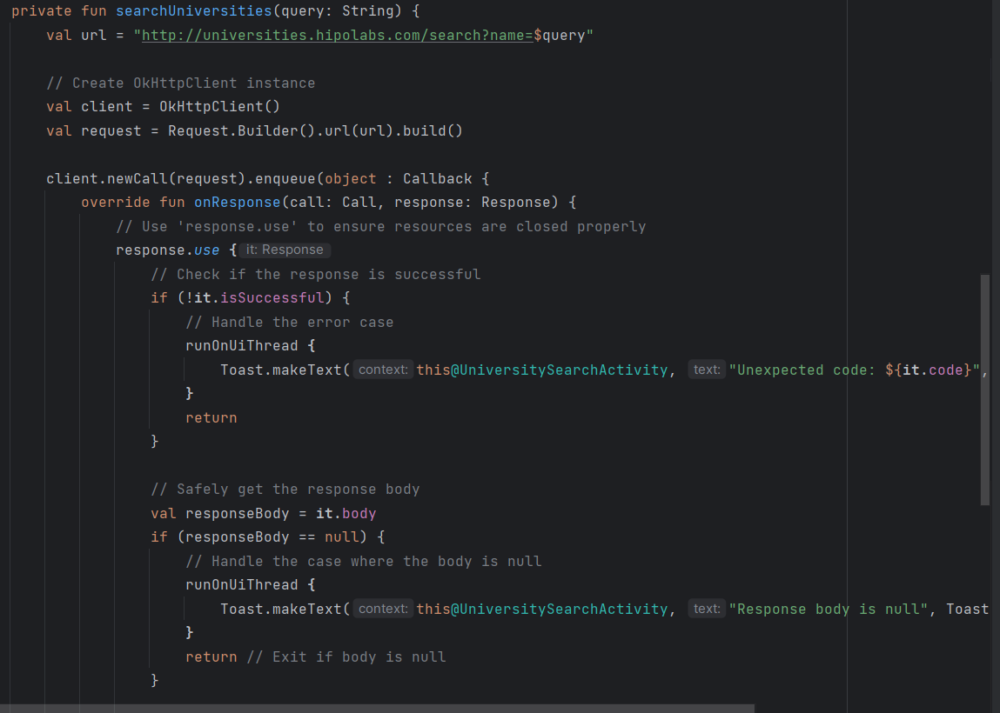 private fun searchUniversities(query: String) {
    val url = "http://universities.hipolabs.com/search?name=$query"

    // Create OkHttpClient instance
    val client = OkHttpClient()
    val request = Request.Builder().url(url).build()

    client.newCall(request).enqueue(object : Callback {
        override fun onResponse(call: Call, response: Response) {
            // Use 'response.use' to ensure resources are closed properly
            response.use { it: Response
                // Check if the response is successful
                if (!it.isSuccessful) {
                    // Handle the error case
                    runOnUiThread {
                        Toast.makeText( context: this@UniversitySearchActivity, text: "Unexpected code: ${it.code}",
                    }
                    return
                }

                // Safely get the response body
                val responseBody = it.body
                if (responseBody == null) {
                    // Handle the case where the body is null
                    runOnUiThread {
                        Toast.makeText( context: this@UniversitySearchActivity, text: "Response body is null", Toast
                    }
                    return // Exit if body is null
                }